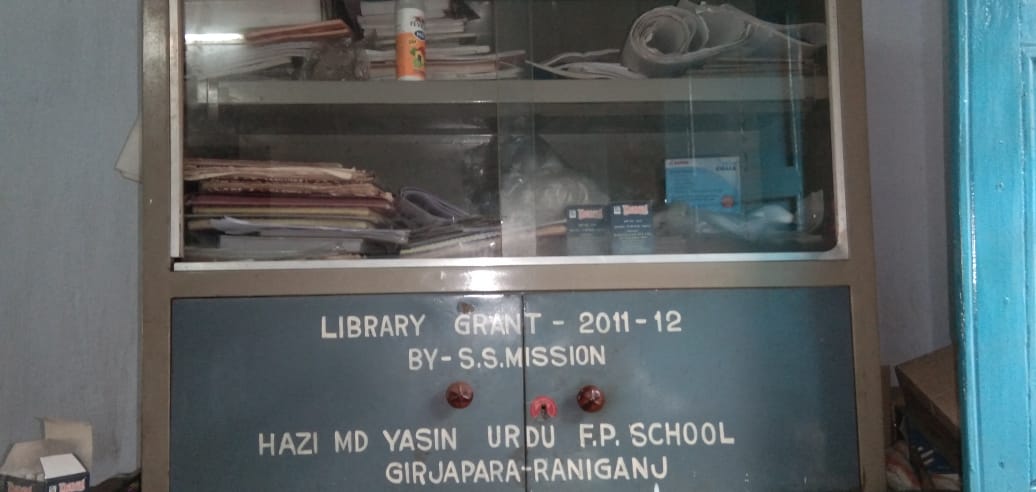 LIBRARY GRANT - 2011-12
BY - S.S.MISSION
HAZI MD YASIN URDU F.P. SCHOOL
GIRJAPARA-RANIGANJ